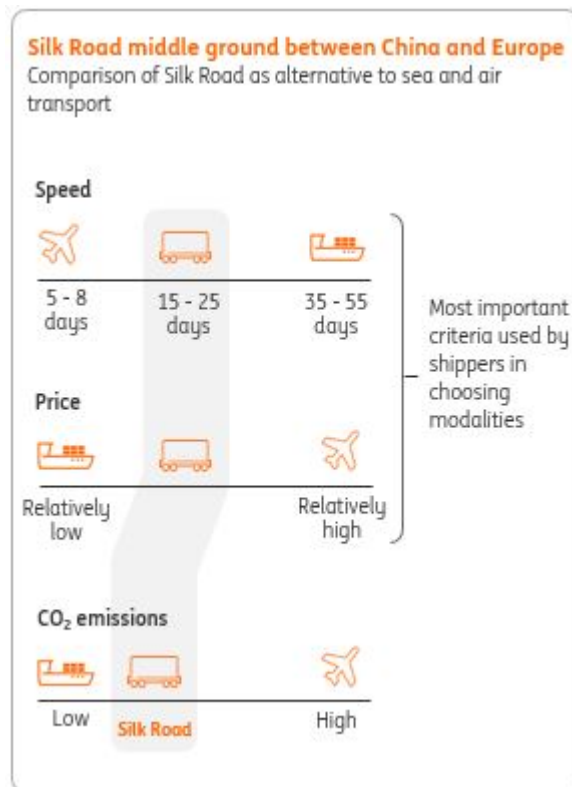 Silk Road middle ground between China and Europe
Comparison of Silk Road as alternative to sea and air
transport
Speed
5 - 8
days
15 - 25
days
35 - 55
days
Most important
criteria used by
shippers in
choosing
modalities
Price
Relatively
low
Relatively
high
CO₂ emissions
Low
Silk Road
High